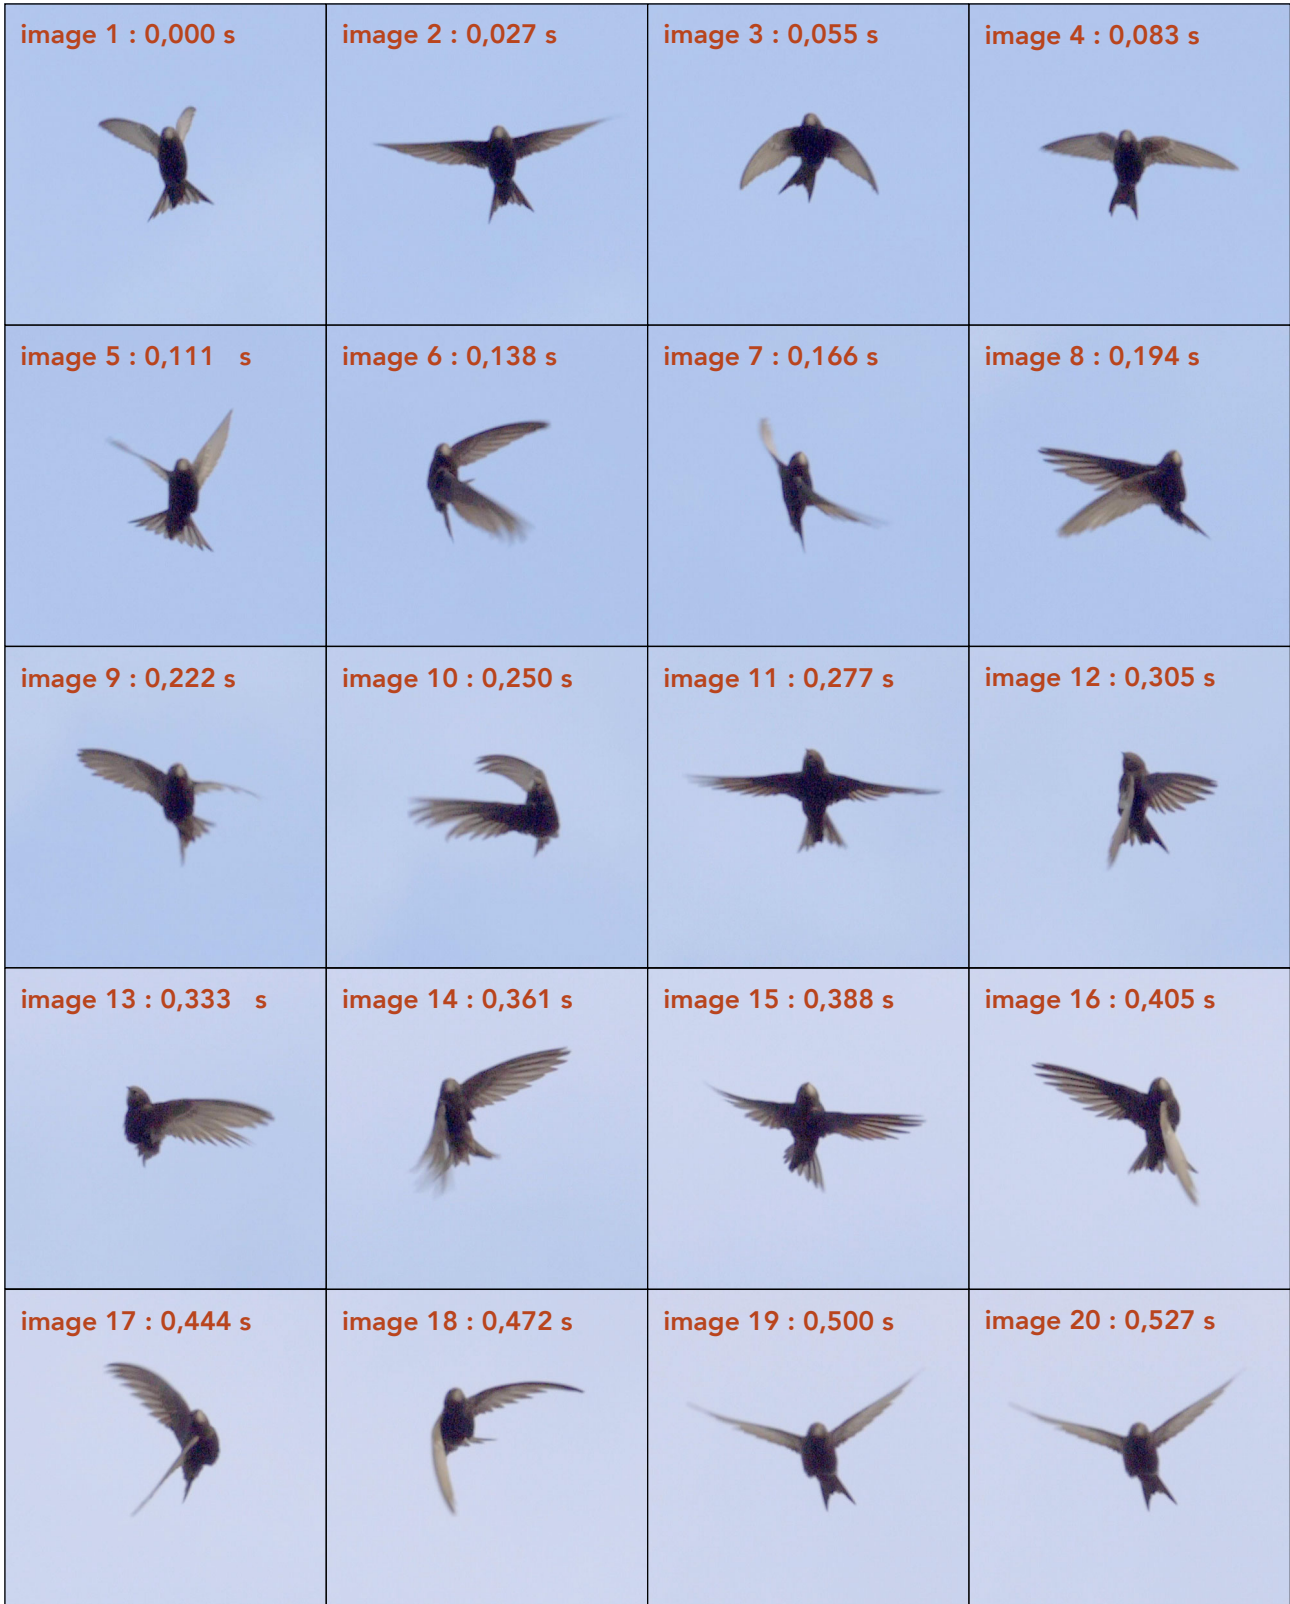 image 1 : 0,000 s
image 2 : 0,027 s
image 3 : 0,055 s
image 4 : 0,083 s
image 5 : 0,111 s
image 6 : 0,138 s
image 7 : 0,166 s
image 8 : 0,194 s
image 9 : 0,222 s
image 10 : 0,250 s
image 11 : 0,277 s
image 12 : 0,305 s
image 13 : 0,333 s
image 14 : 0,361 s
image 15 : 0,388 s
image 16 : 0,405 s
image 17 : 0,444 s
image 18 : 0,472 s
image 19 : 0,500 s
image 20 : 0,527 s